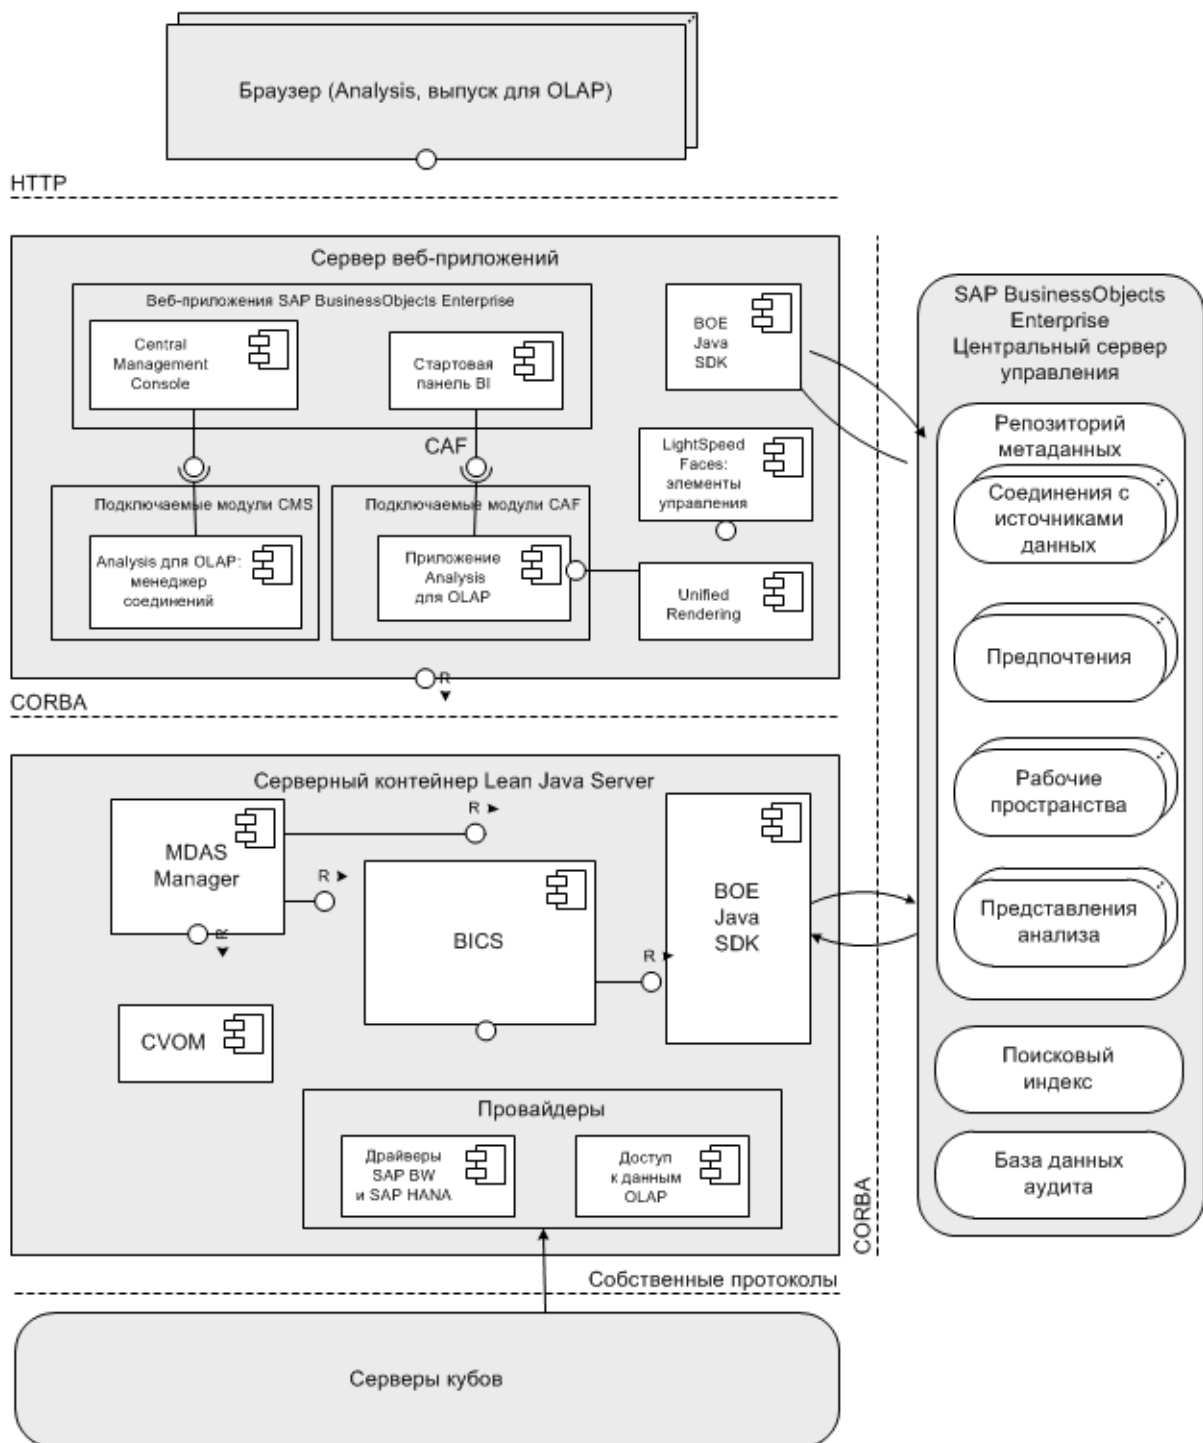 Браузер (Analysis, выпуск для OLAP)
HTTP
Сервер веб-приложений
Веб-приложения SAP BusinessObjects Enterprise
Central
Management
Console
Стартовая
панель BI
BOE
Java
SDK
CAF
LightSpeed
Faces:
элементы
управления
Подключаемые модули CMS
Подключаемые модули CAF
Analysis для OLAP:
менеджер
соединений
Приложение
Analysis
для OLAP
Unified
Rendering
R
CORBA
Серверный контейнер Lean Java Server
MDAS
Manager
R
R
R
BICS
R
BOE
Java
SDK
CVOM
Провайдеры
Драйверы
SAP BW
и SAP HANA
Доступ
к данным
OLAP
CORBA
Собственные протоколы
Серверы кубов
SAP BusinessObjects
Enterprise
Центральный сервер
управления
Репозиторий
метаданных
Соединения с
источниками
данных
Предпочтения
Рабочие
пространства
Представления
анализа
Поисковый
индекс
База данных
аудита